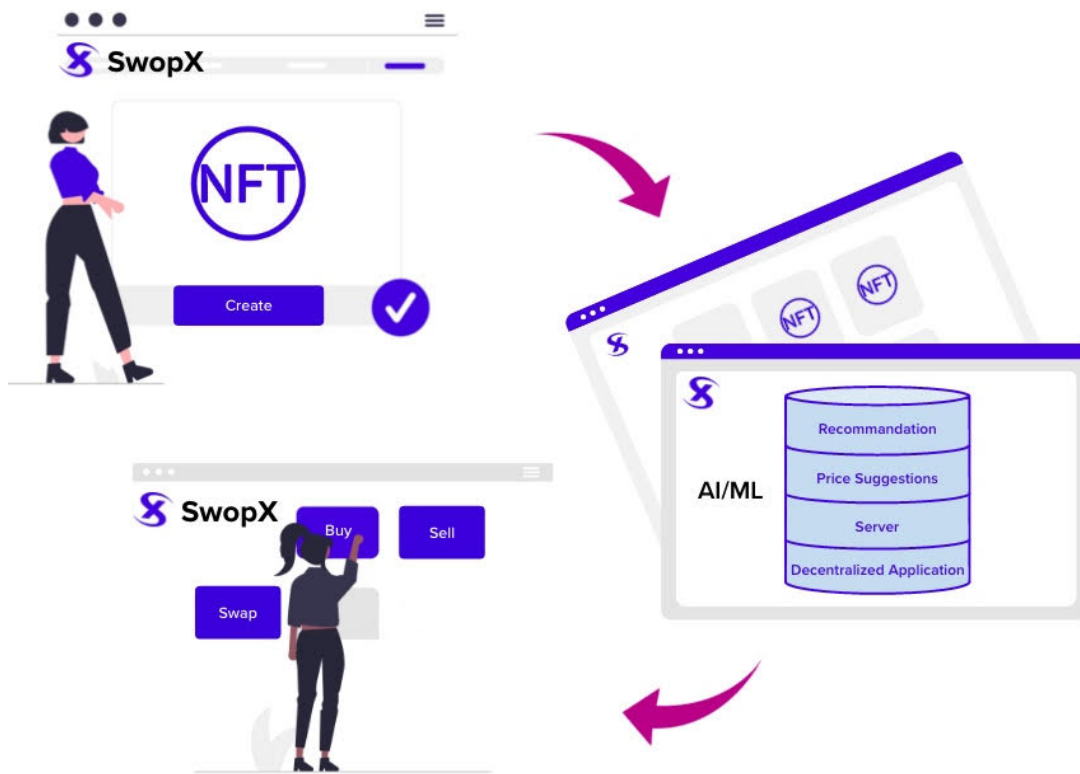 SwopX
NFT
Create
NFT
NFT
AI/ML
Recommandation
Price Suggestions
Server
Decentralized Application
SwopX
Buy
Sell
Swap